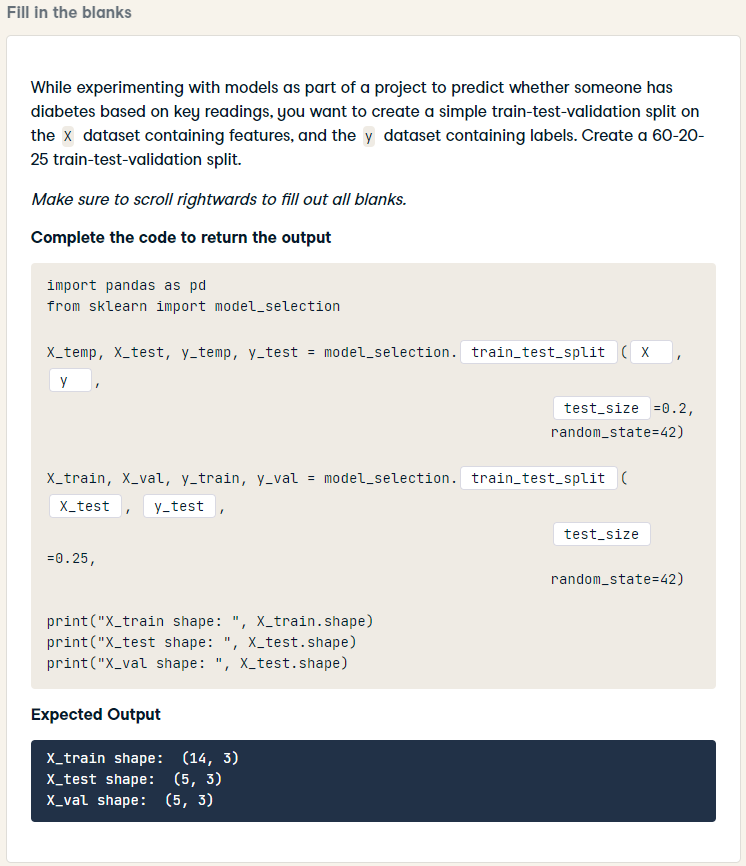 Fill in the blanks
While experimenting with models as part of a project to predict whether someone has
diabetes based on key readings, you want to create a simple train-test-validation split on
the X dataset containing features, and the y dataset containing labels. Create a 60-20-
25 train-test-validation split.
Make sure to scroll rightwards to fill out all blanks.
Complete the code to return the output
import pandas as pd
from sklearn import model_selection
X_temp, X_test, y_temp, y_test = model_selection. train_test_split ( X ,
y ,
test_size =0.2,
random_state=42)
X_train, X_val, y_train, y_val = model_selection. train_test_split (
X_test , y_test ,
test_size
=0.25,
random_state=42)
print("X_train shape: ", X_train.shape)
print("X_test shape: ", X_test.shape)
print("X_val shape: ", X_test.shape)
Expected Output
X_train shape:  (14, 3)
X_test shape:  (5, 3)
X_val shape:  (5, 3)